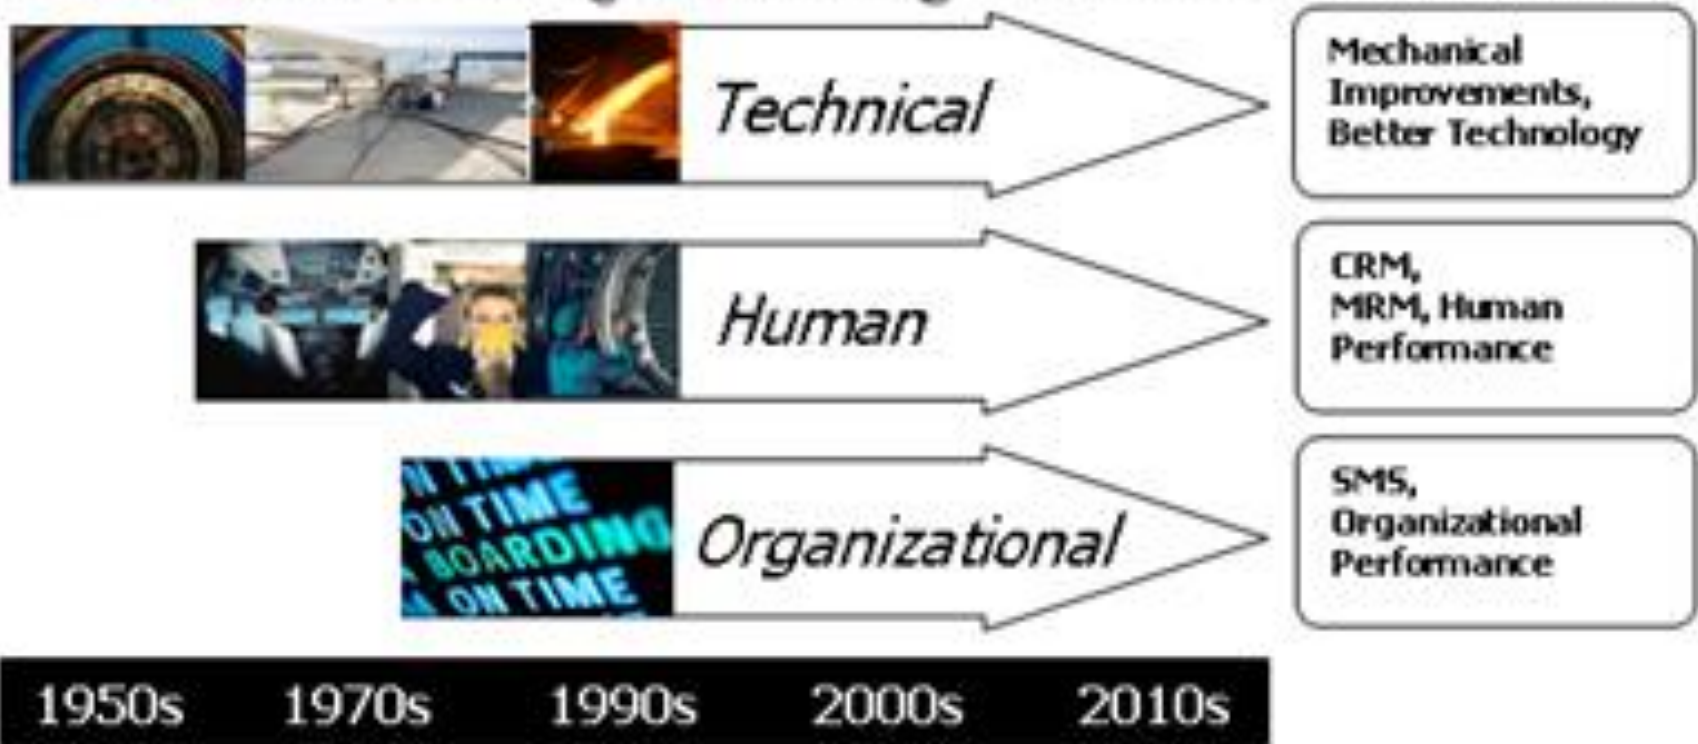 Technical
Mechanical
Improvements,
Better Technology
Human
CRM,
MRM, Human
Performance
ON TIME
BOARDING
ON TIME
Organizational
SMS,
Organizational
Performance
1950s 1970s 1990s 2000s 2010s